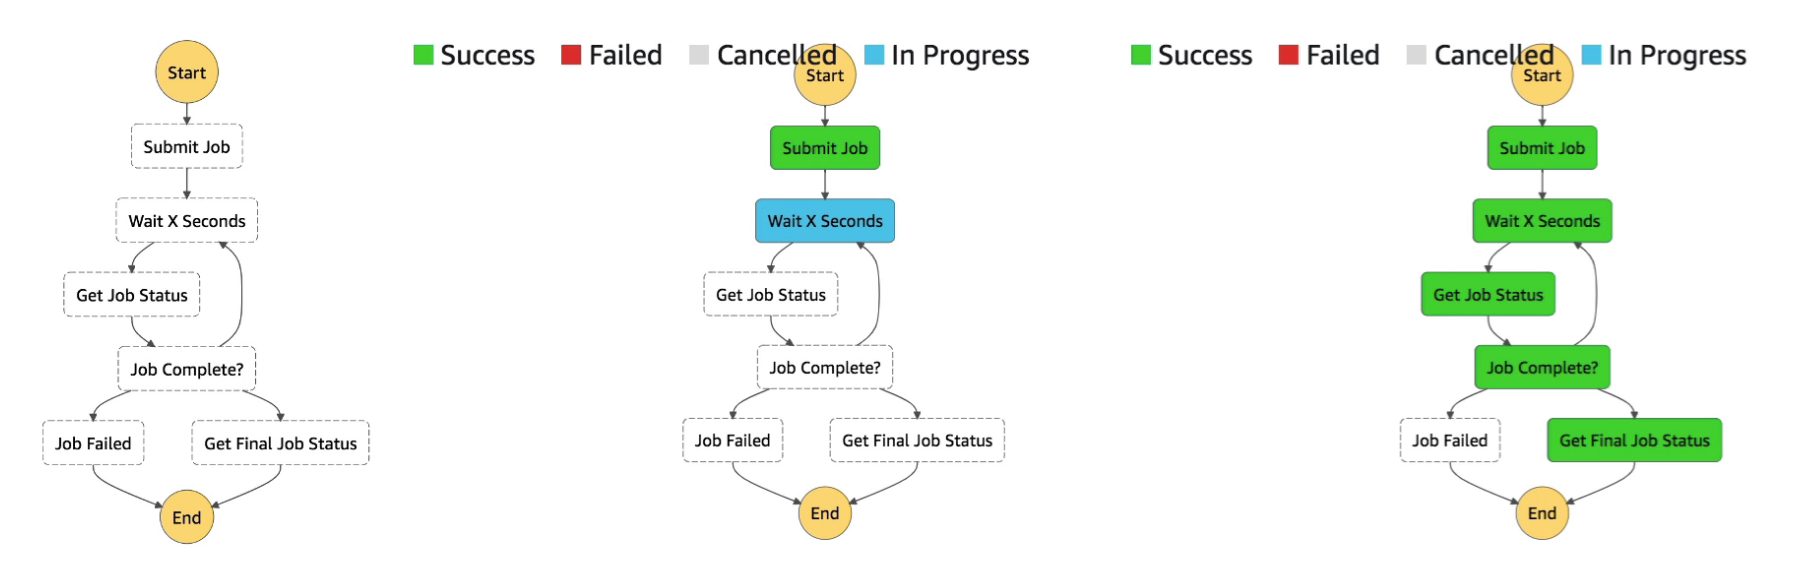 Start
Submit Job
Wait X Seconds
Get Job Status
Job Complete?
Job Failed
Get Final Job Status
End
Success Failed Cancelled In Progress
Start
Submit Job
Wait X Seconds
Get Job Status
Job Complete?
Job Failed
Get Final Job Status
End
Success Failed Cancelled In Progress
Start
Submit Job
Wait X Seconds
Get Job Status
Job Complete?
Job Failed
Get Final Job Status
End